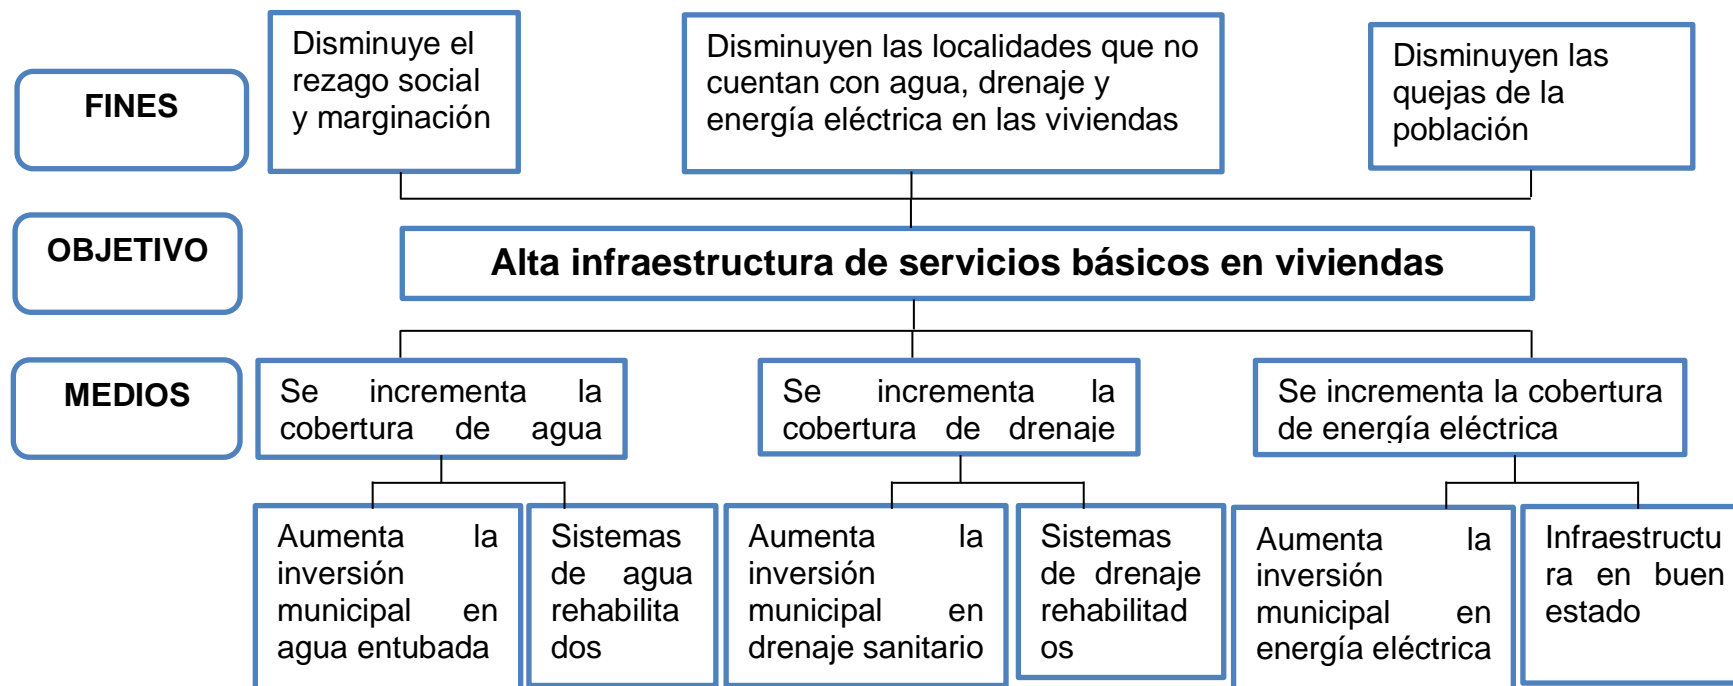 FINES
Disminuye el
rezago social
y marginación
Disminuyen las localidades que no
cuentan con agua, drenaje y
energía eléctrica en las viviendas
Disminuyen las
quejas de la
población
OBJETIVO
Alta infraestructura de servicios básicos en viviendas
MEDIOS
Se incrementa la
cobertura de agua
Se incrementa la
cobertura de drenaje
Se incrementa la cobertura
de energía eléctrica
Aumenta la
inversión
municipal en
agua entubada
Sistemas
de agua
rehabilita
dos
Aumenta la
inversión
municipal en
drenaje sanitario
Sistemas
de drenaje
rehabilitad
os
Aumenta la
inversión
municipal en
energía eléctrica
Infraestructu
ra en buen
estado